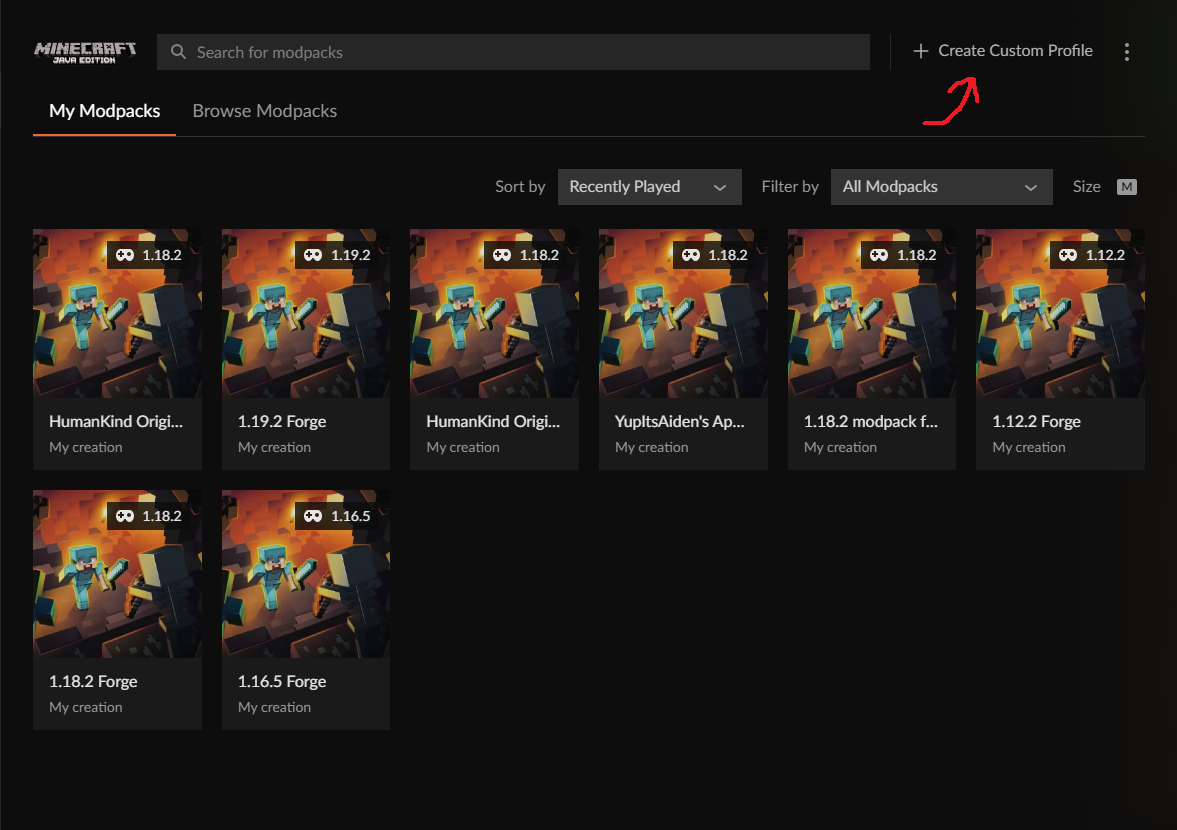 MINECRAFT
JAVA EDITION
Search for modpacks
Create Custom Profile
My Modpacks
Browse Modpacks
Sort by
Recently Played
Filter by
All Modpacks
Size
M
1.18.2
1.19.2
1.18.2
1.18.2
1.18.2
1.12.2
HumanKind Origi...
1.19.2 Forge
HumanKind Origi...
YupItsAiden's Ap...
1.18.2 modpack f...
1.12.2 Forge
My creation
My creation
My creation
My creation
My creation
My creation
1.18.2
1.16.5
1.18.2 Forge
1.16.5 Forge
My creation
My creation